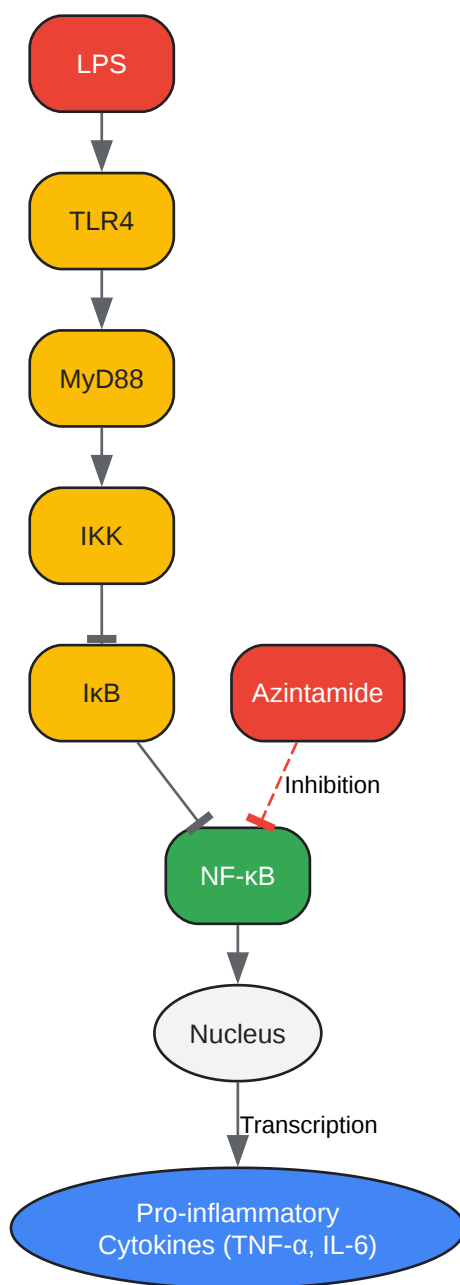 LPS
TLR4
MyD88
IKK
IκB
Azintamide
Inhibition
NF-κB
Nucleus
Transcription
Pro-inflammatory
Cytokines (TNF-α, IL-6)